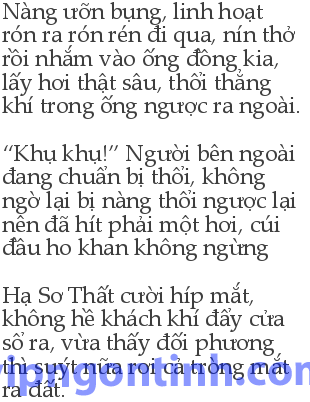 Nàng ưỡn bụng, linh hoạt
rón ra rón rén đi qua, nín thở
rồi nhắm vào ống đồng kia,
lấy hơi thật sâu, thổi thẳng
khí trong ống ngược ra ngoài.
“Khụ khụ!” Người bên ngoài
đang chuẩn bị thổi, không
ngờ lại bị nàng thổi ngược lại
nên đã hít phải một hơi, cúi
đầu ho khan không ngừng
Hạ Sơ Thất cười híp mắt,
không hề khách khí đẩy cửa
sổ ra, vừa thấy đối phương
thì suýt nữa rơi cả tròng mắt
ra đất.
ipngontinh.com